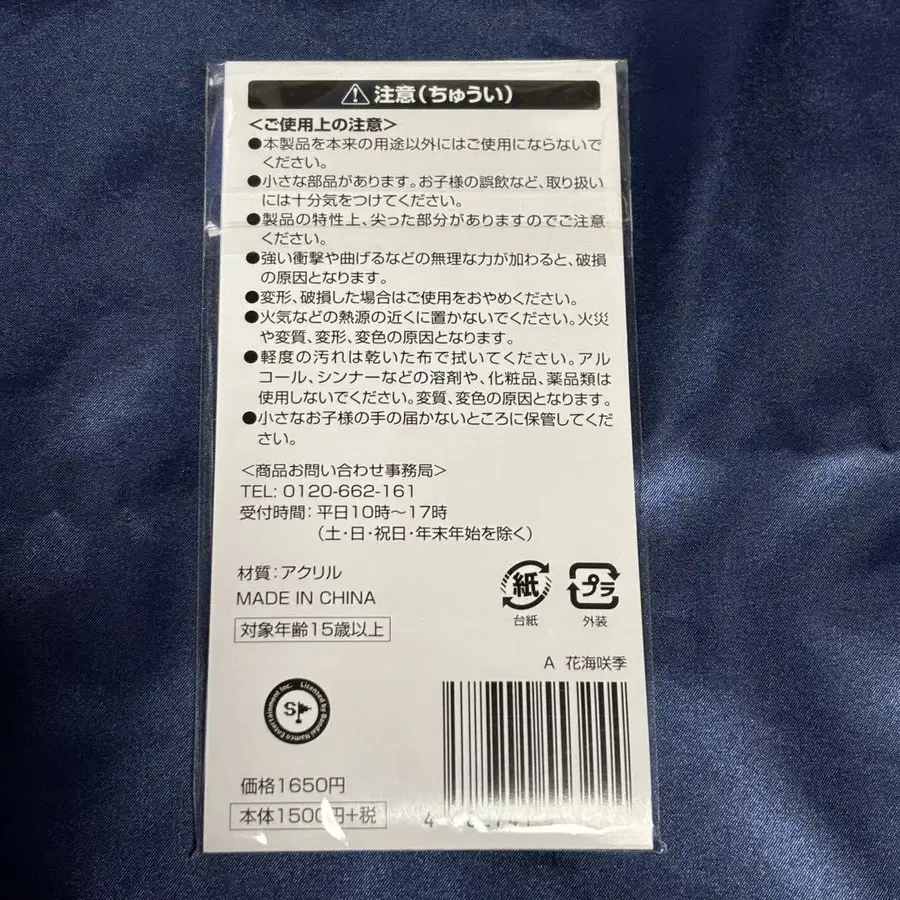 注意(ちゅうい)
<ご使用上の注意>
●本製品を本来の用途以外にはご使用にならないで
ください。
●小さな部品があります。お子様の誤飲など、取り扱い
には十分気をつけてください。
●製品の特性上、尖った部分がありますのでご注意
ください。
●強い衝撃や曲げるなどの無理な力が加わると、破損
の原因となります。
●変形、破損した場合はご使用をおやめください。
●火気などの熱源の近くに置かないでください。火災
や変質、変形、変色の原因となります。
●軽度の汚れは乾いた布で拭いてください。アル
コール、シンナーなどの溶剤や、化粧品、薬品類は
使用しないでください。変質、変色の原因となります。
●小さなお子様の手の届かないところに保管してくだ
さい。
<商品お問い合わせ事務局>
TEL: 0120-662-161
受付時間:平日10時~17時
(土・日・祝日・年末年始を除く)
材質:アクリル
MADE IN CHINA
対象年齢15歳以上
紙
台紙
プラ
外装
A 花海咲季
Licensed by Bandai Namco Entertainment Inc.
S
価格1650円
本体1500円+税